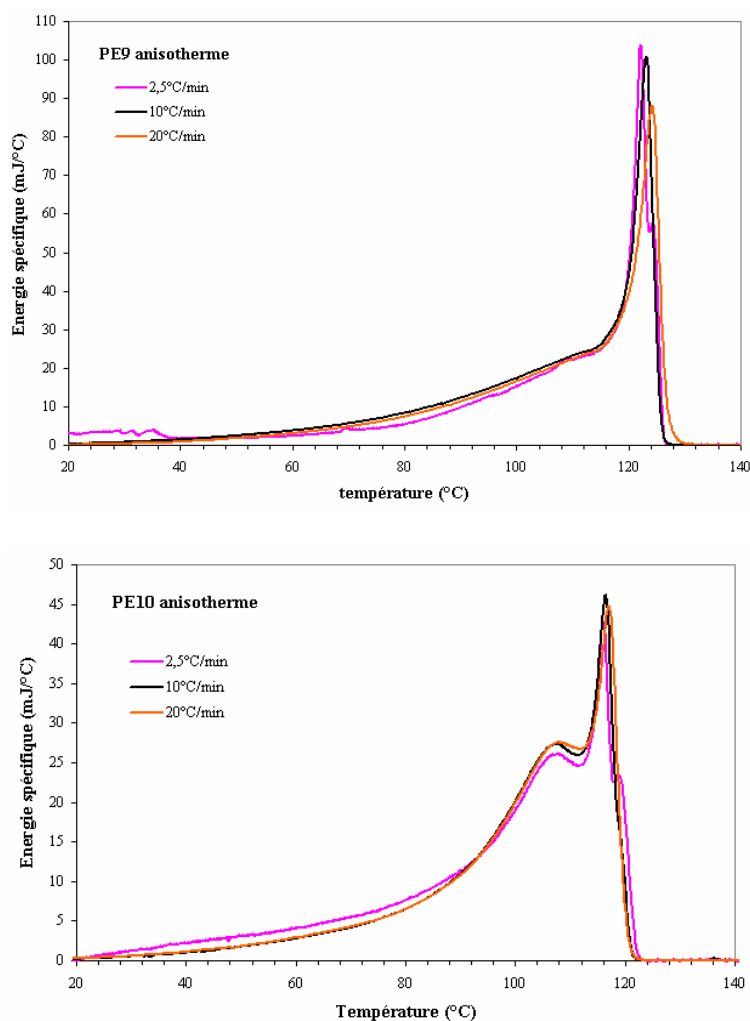 110
100
90
80
70
60
50
40
30
20
10
0
Energie spécifique (mJ/°C)
PE9 anisotherme
2,5°C/min
10°C/min
20°C/min
20 40 60 80 100 120 140
température (°C)
50
45
40
35
30
25
20
15
10
5
0
Energie spécifique (mJ/°C)
PE10 anisotherme
2,5°C/min
10°C/min
20°C/min
20 40 60 80 100 120 140
Température (°C)